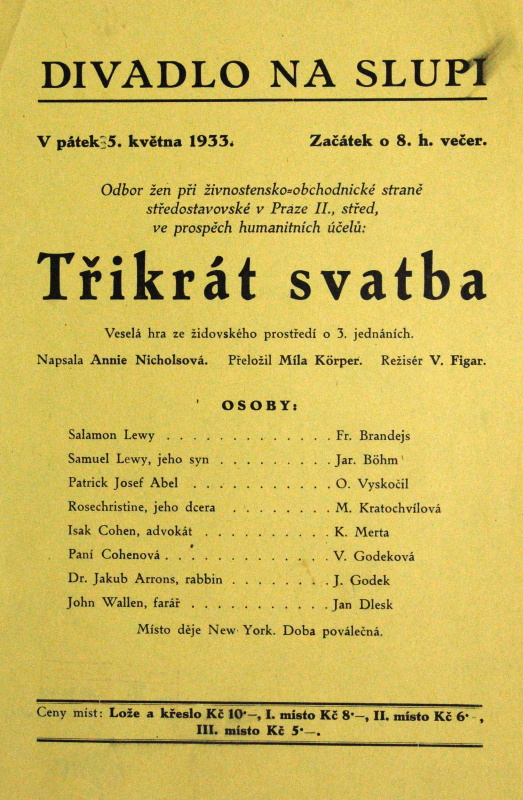 DIVADLO NA SLUPI
V pátek 5. května 1933. Začátek o 8. h. večer.
Odbor žen při živnostensko-obchodnické straně
středostavovské v Praze II., střed,
ve prospěch humanitních účelů:
Třikrát svatba
Veselá hra ze židovského prostředí o 3. jednáních.
Napsala Annie Nicholsová. Přeložil Míla Körper. Režisér V. Figar.
OSOBY:
Salamon Lewy . . . . . . . . . . . . . Fr. Brandejs
Samuel Lewy, jeho syn . . . . . . . . . Jar. Böhm
Patrick Josef Abel . . . . . . . . . . . O. Vyskočil
Rosechristine, jeho dcera . . . . . . . . M. Kratochvílová
Isak Cohen, advokát . . . . . . . . . . K. Merta
Paní Cohenová . . . . . . . . . . . . . V. Godeková
Dr. Jakub Arrons, rabbin . . . . . . . . J. Godek
John Wallen, farář . . . . . . . . . . . Jan Dlesk
Místo děje New York. Doba poválečná.
Ceny míst: Lože a křeslo Kč 10·—, I. místo Kč 8·—, II. místo Kč 6·—,
III. místo Kč 5·—.